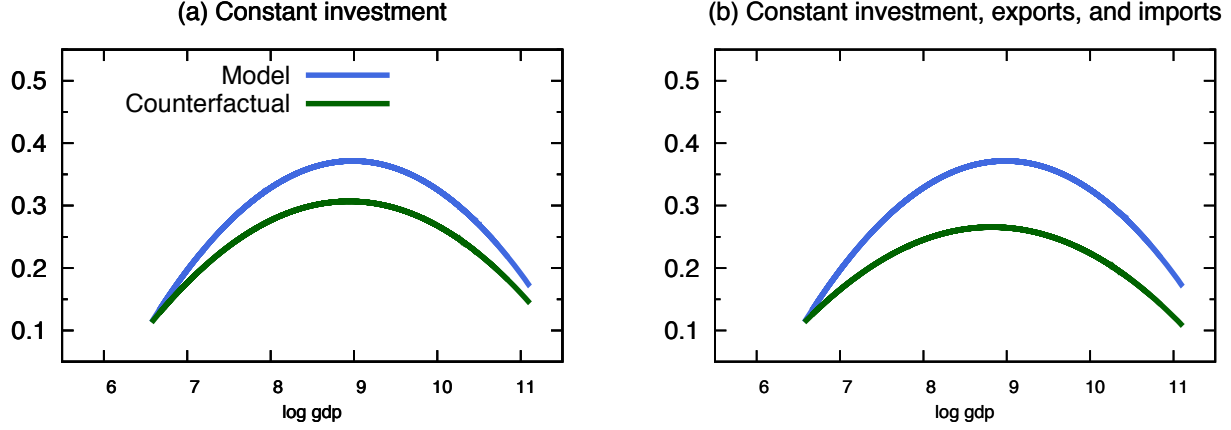 (a) Constant investment
0.5
0.4
0.3
0.2
0.1
Model
Counterfactual
6 7 8 9 10 11
log gdp
(b) Constant investment, exports, and imports
0.5
0.4
0.3
0.2
0.1
6 7 8 9 10 11
log gdp